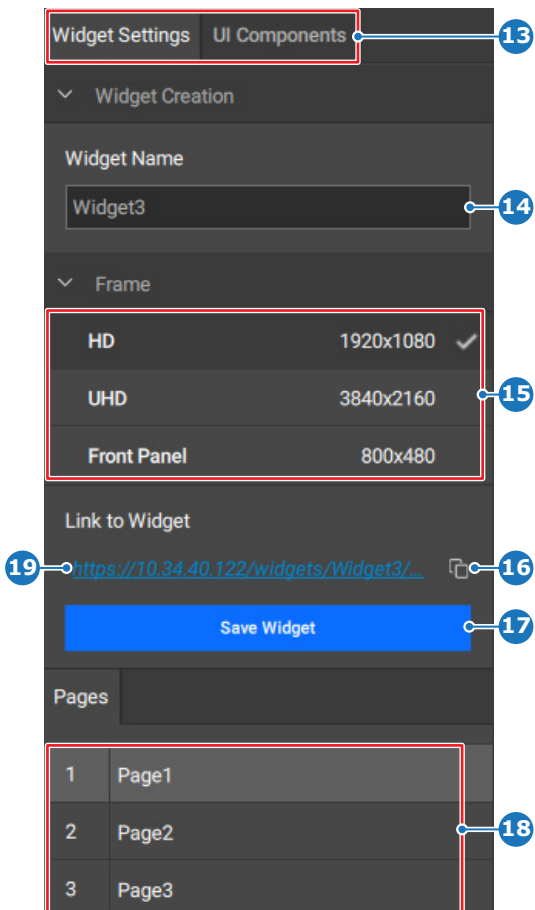 Widget Settings UI Components 13
Widget Creation
Widget Name
Widget3 14
Frame
HD 1920x1080
UHD 3840x2160 15
Front Panel 800x480
Link to Widget
19 https://10.34.40.122/widgets/Widget3/... 16
Save Widget 17
Pages
1 Page1
2 Page2 18
3 Page3